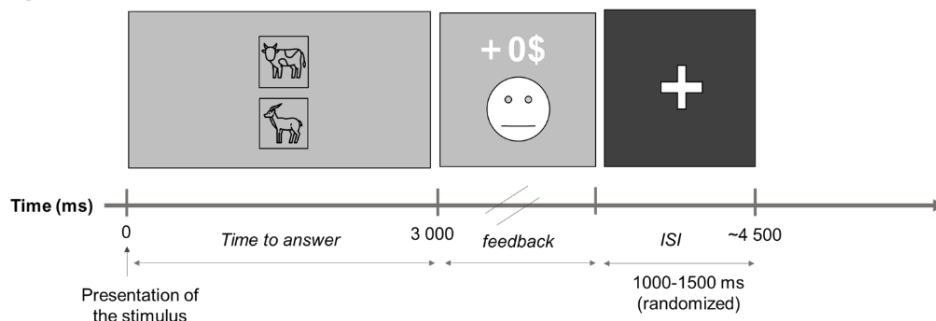 + 0$
Time (ms)
0
Time to answer
3 000
feedback
ISI
~4 500
Presentation of
the stimulus
1000-1500 ms
(randomized)